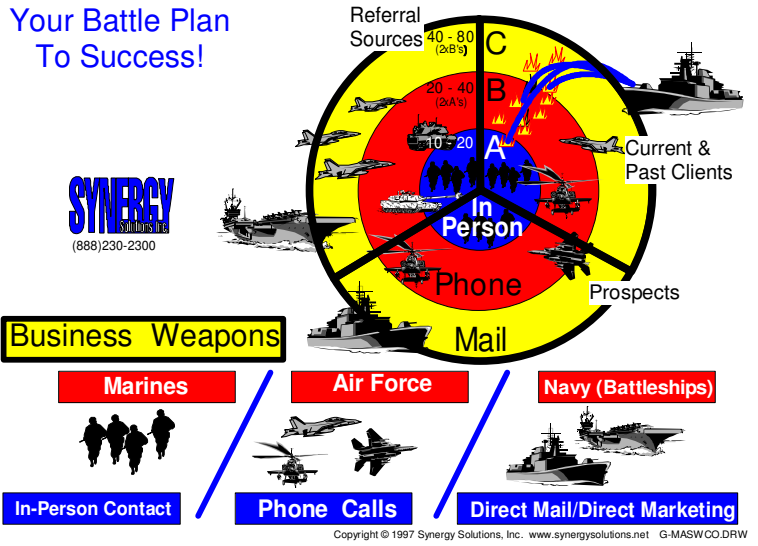 Your Battle Plan
To Success!
Referral
Sources
40 - 80
(2xB's)
C
20 - 40
(2xA's)
B
10 - 20
A
Current &
Past Clients
SYNERGY
Solutions Inc.
(888)230-2300
In
Person
Phone
Prospects
Mail
Business Weapons
Marines
Air Force
Navy (Battleships)
In-Person Contact
Phone Calls
Direct Mail/Direct Marketing
Copyright © 1997 Synergy Solutions, Inc. www.synergysolutions.net G-MASWCO.DRW